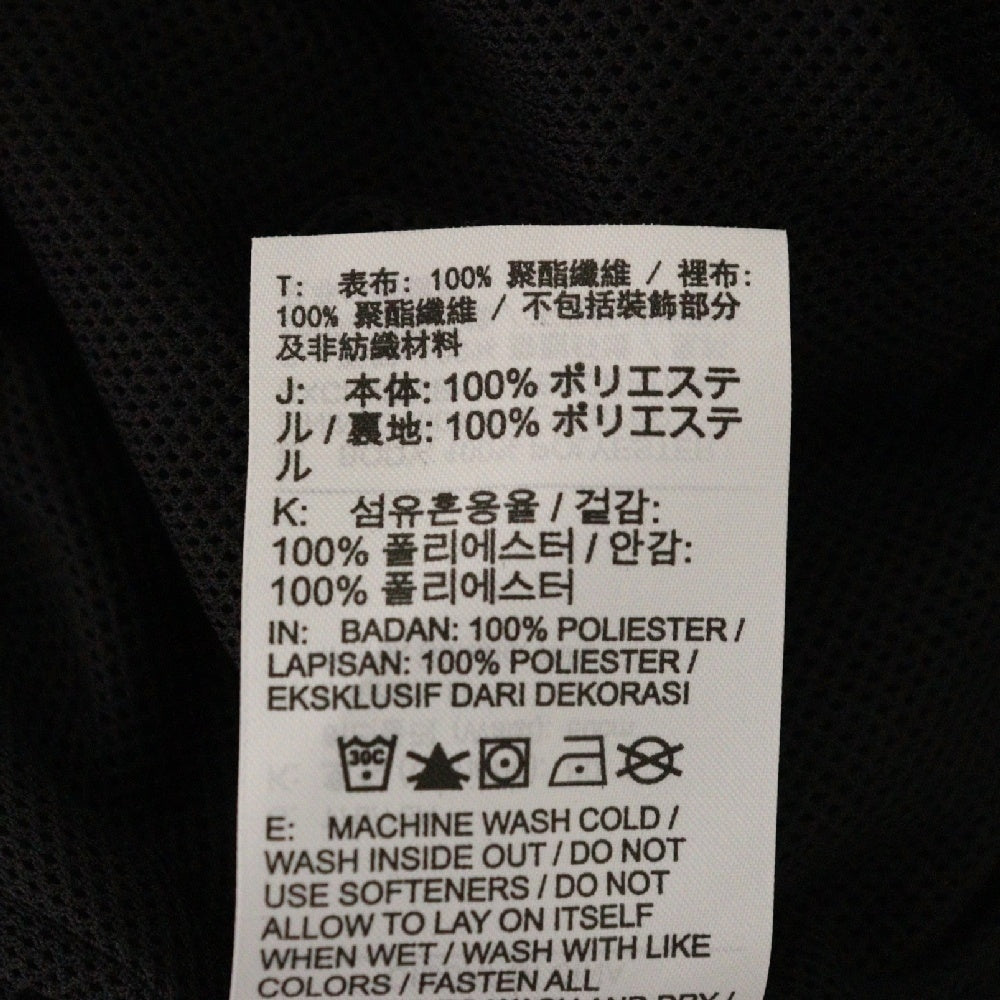 T: 表布: 100% 聚酯纖維 / 裡布:
100% 聚酯纖維 / 不包括裝飾部分
及非紡織材料
J: 本体: 100% ポリエステ
ル / 裏地: 100% ポリエステ
ル
K: 섬유혼용율 / 겉감:
100% 폴리에스터 / 안감:
100% 폴리에스터
IN: BADAN: 100% POLIESTER /
LAPISAN: 100% POLIESTER /
EKSKLUSIF DARI DEKORASI
30C
E: MACHINE WASH COLD /
WASH INSIDE OUT / DO NOT
USE SOFTENERS / DO NOT
ALLOW TO LAY ON ITSELF
WHEN WET / WASH WITH LIKE
COLORS / FASTEN ALL
WASH AND DRY /